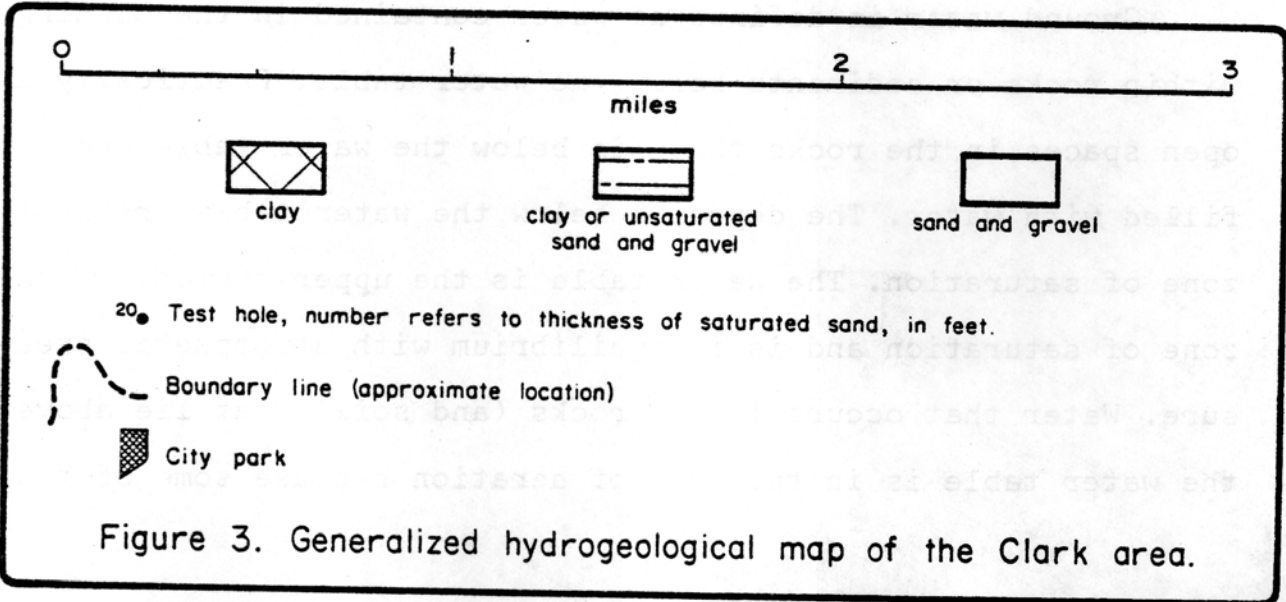 0 1 2 3
miles
clay
clay or unsaturated
sand and gravel
sand and gravel
20 Test hole, number refers to thickness of saturated sand, in feet.
Boundary line (approximate location)
City park
Figure 3. Generalized hydrogeological map of the Clark area.